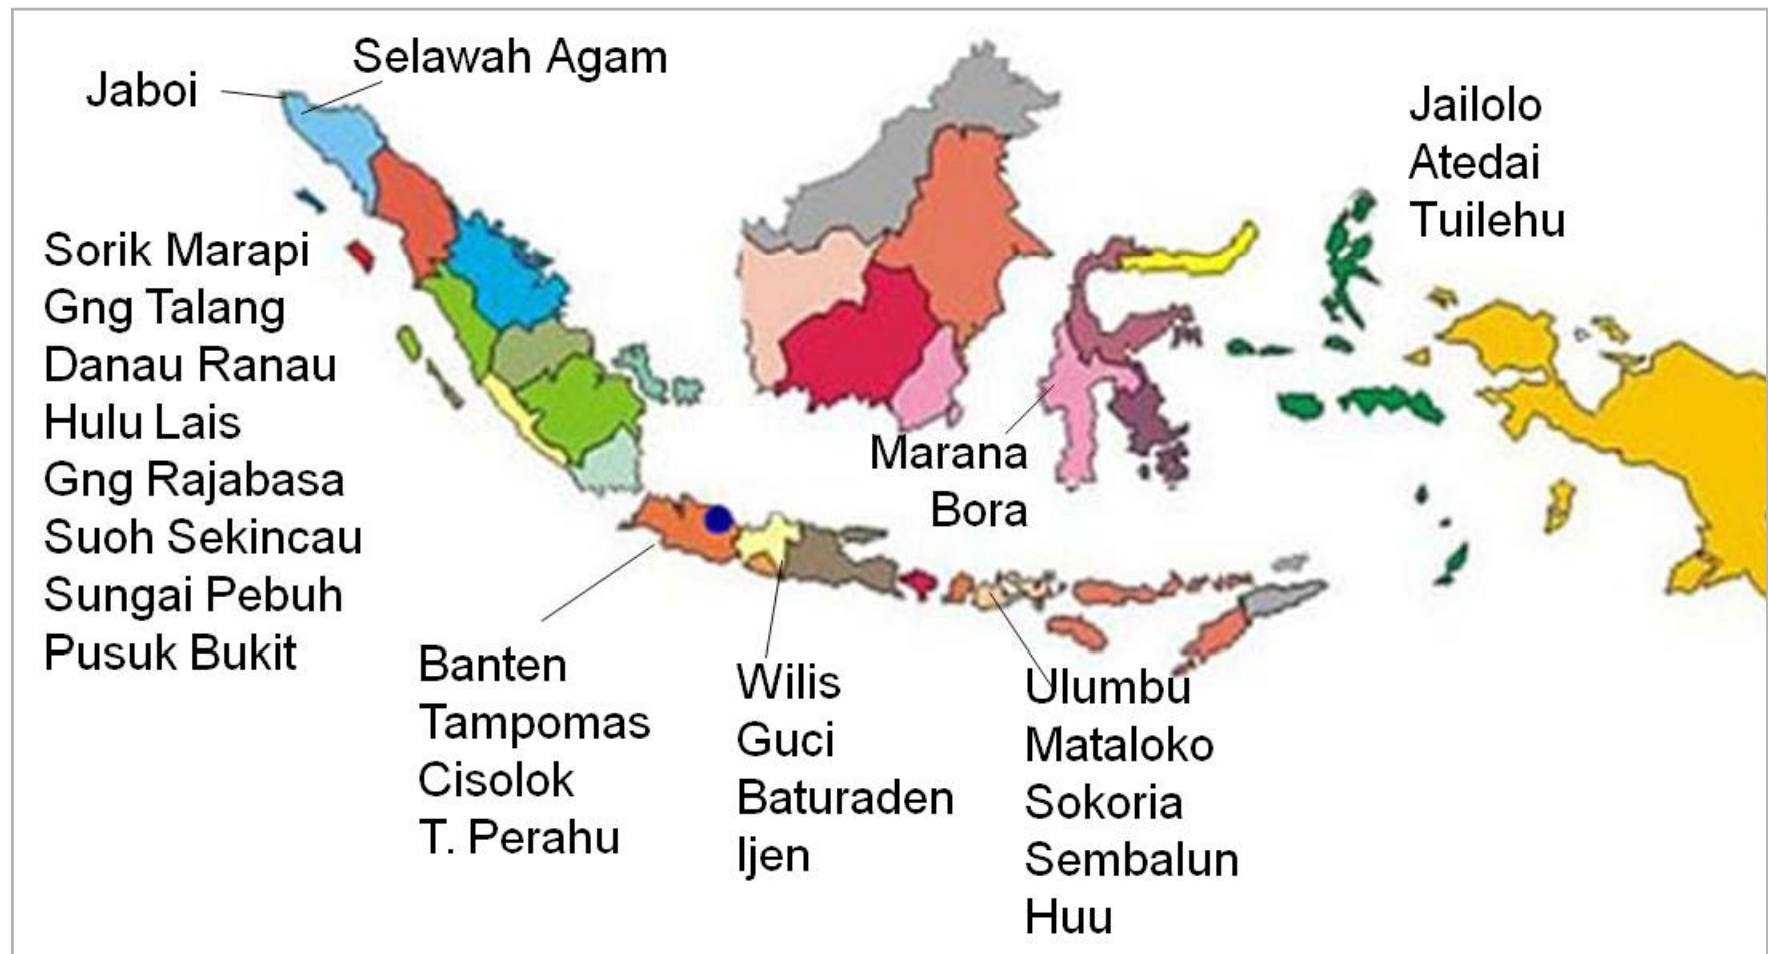 Selawah Agam
Jaboi
Jailolo
Atedai
Tuilehu
Sorik Marapi
Gng Talang
Danau Ranau
Hulu Lais
Gng Rajabasa
Suoh Sekincau
Sungai Pebuh
Pusuk Bukit
Marana
Bora
Banten
Tampomas
Cisolok
T. Perahu
Wilis
Guci
Baturaden
Ijen
Ulumbu
Mataloko
Sokoria
Sembalun
Huu